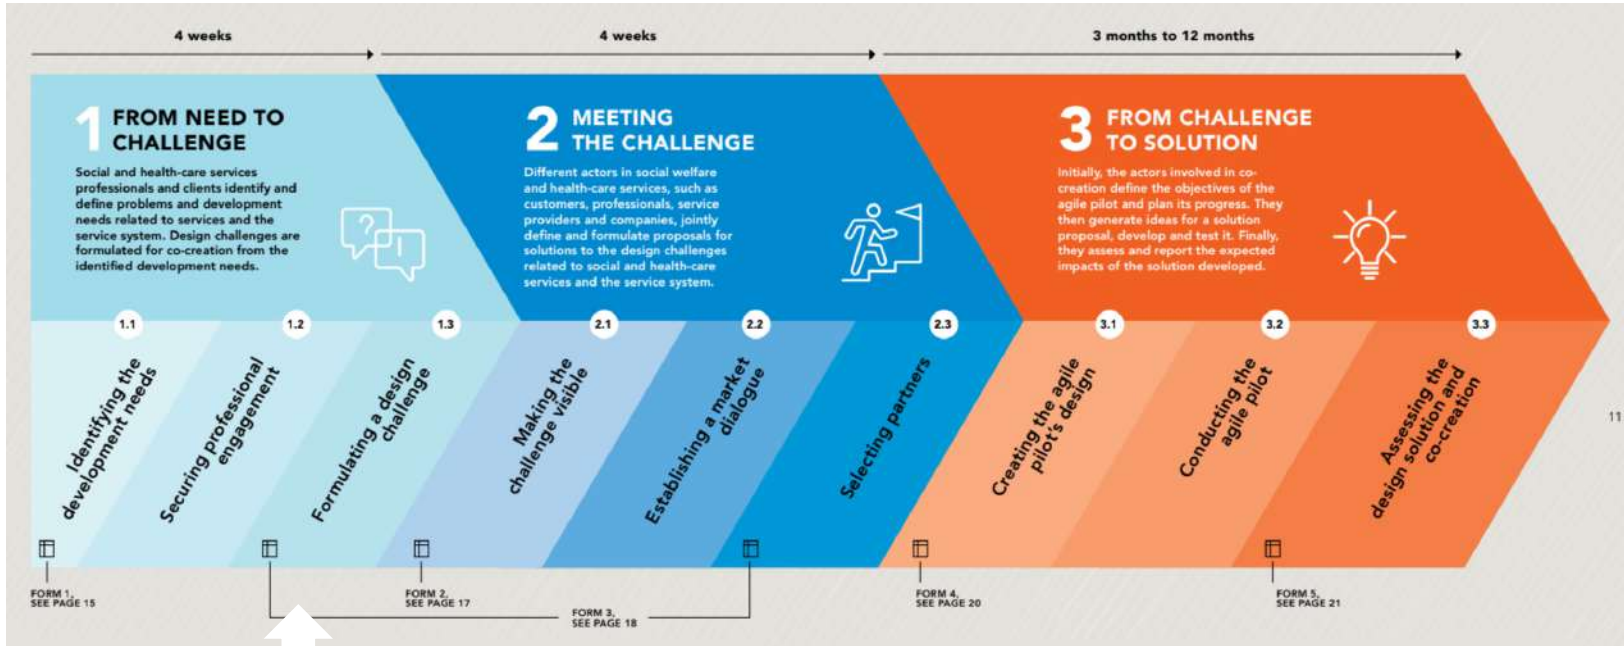 4 weeks
4 weeks
3 months to 12 months
1
FROM NEED TO
CHALLENGE
Social and health-care services
professionals and clients identify and
define problems and development
needs related to services and the
service system. Design challenges are
formulated for co-creation from the
identified development needs.
?
!
2
MEETING
THE CHALLENGE
Different actors in social welfare
and health-care services, such as
customers, professionals, service
providers and companies, jointly
define and formulate proposals for
solutions to the design challenges
related to social and health-care
services and the service system.
3
FROM CHALLENGE
TO SOLUTION
Initially, the actors involved in co-
creation define the objectives of the
agile pilot and plan its progress. They
then generate ideas for a solution
proposal, develop and test it. Finally,
they assess and report the expected
impacts of the solution developed.
1.1
Identifying the
development needs
1.2
Securing professional
engagement
1.3
Formulating a design
challenge
2.1
Making the
challenge visible
2.2
Establishing a market
dialogue
2.3
Selecting partners
3.1
Creating the agile
pilot's design
3.2
Conducting the
agile pilot
3.3
Assessing the
design solution and
co-creation
11
FORM 1,
SEE PAGE 15
FORM 2,
SEE PAGE 17
FORM 3,
SEE PAGE 18
FORM 4,
SEE PAGE 20
FORM 5,
SEE PAGE 21